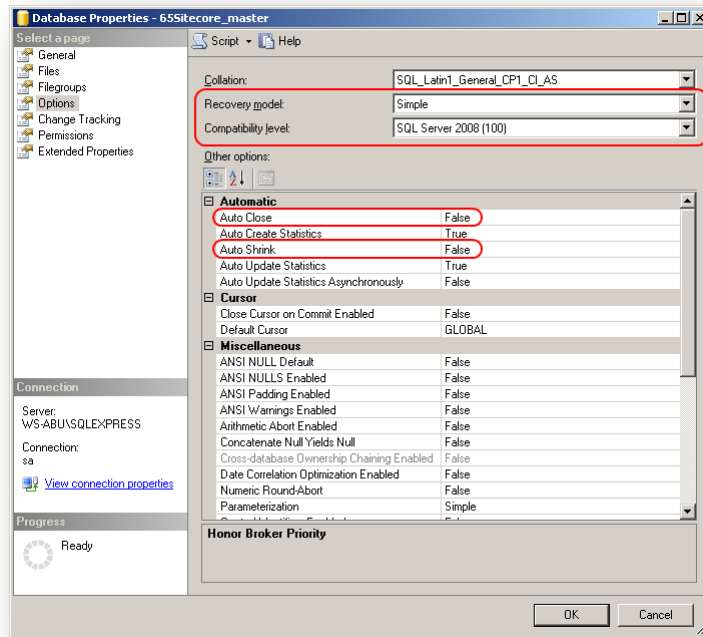 Database Properties - 65Sitecore_master
Select a page
General
Files
Filegroups
Options
Change Tracking
Permissions
Extended Properties
Script Help
Collation: SQL_Latin1_General_CP1_CI_AS
Recovery model: Simple
Compatibility level: SQL Server 2008 (100)
Other options:
Automatic
Auto Close False
Auto Create Statistics True
Auto Shrink False
Auto Update Statistics True
Auto Update Statistics Asynchronously False
Cursor
Close Cursor on Commit Enabled False
Default Cursor GLOBAL
Miscellaneous
ANSI NULL Default False
ANSI NULLS Enabled False
ANSI Padding Enabled False
ANSI Warnings Enabled False
Arithmetic Abort Enabled False
Concatenate Null Yields Null False
Cross-database Ownership Chaining Enabled False
Date Correlation Optimization Enabled False
Numeric Round-Abort False
Parameterization Simple
Honor Broker Priority
Connection
Server:
WS-ABU\SQLEXPRESS
Connection:
sa
View connection properties
Progress
Ready
OK Cancel